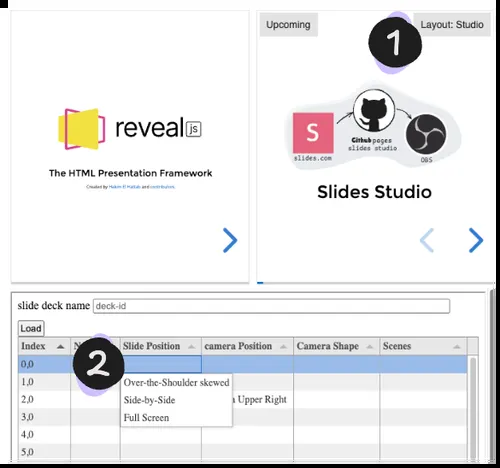 Upcoming
1
Layout: Studio
reveal js
The HTML Presentation Framework
Created by Hakim El Hattab and contributors
S
slides.com
Github pages
slides studio
OBS
Slides Studio
slide deck name deck-id
Load
Index
2
Slide Position
camera Position
Camera Shape
Scenes
0,0
1,0
Over-the-Shoulder skewed
2,0
Side-by-Side
Upper Right
3,0
Full Screen
4,0
5,0